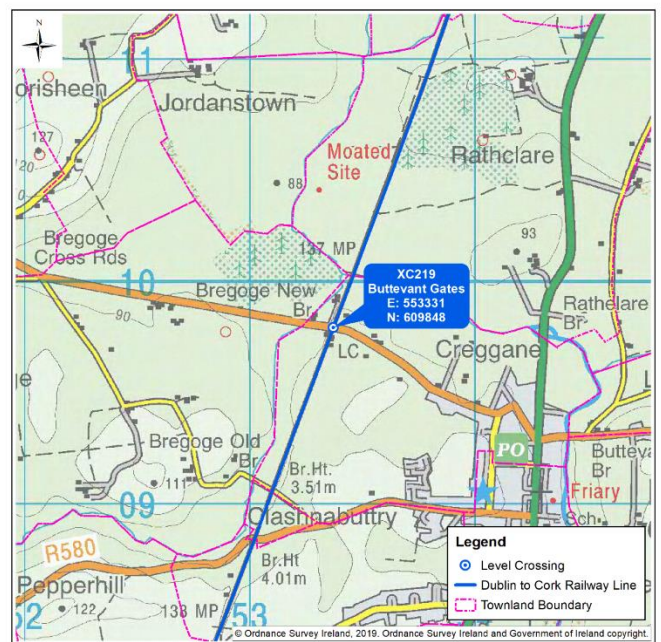 N
11
orisheen
Jordanstown
127
120
Moated
Site
88
Rathclare
93
Bregoge
Cross Rds
137 MP
10
Bregoge New
Br
90
XC219
Buttevant Gates
E: 553331
N: 609848
Rathelare
Br
LC
Creggane
ge
L
Bregoge Old
Br
111
Br.Ht.
3.51m
PO
Butteva
Br
Friary
09
Clashnabuttry
Sch
R580
Br.Ht
4.01m
Pepperhill
122
138 MP
52
53
Legend
Level Crossing
Dublin to Cork Railway Line
Townland Boundary
© Ordnance Survey Ireland, 2019. Ordnance Survey Ireland and Government of Ireland copyright.